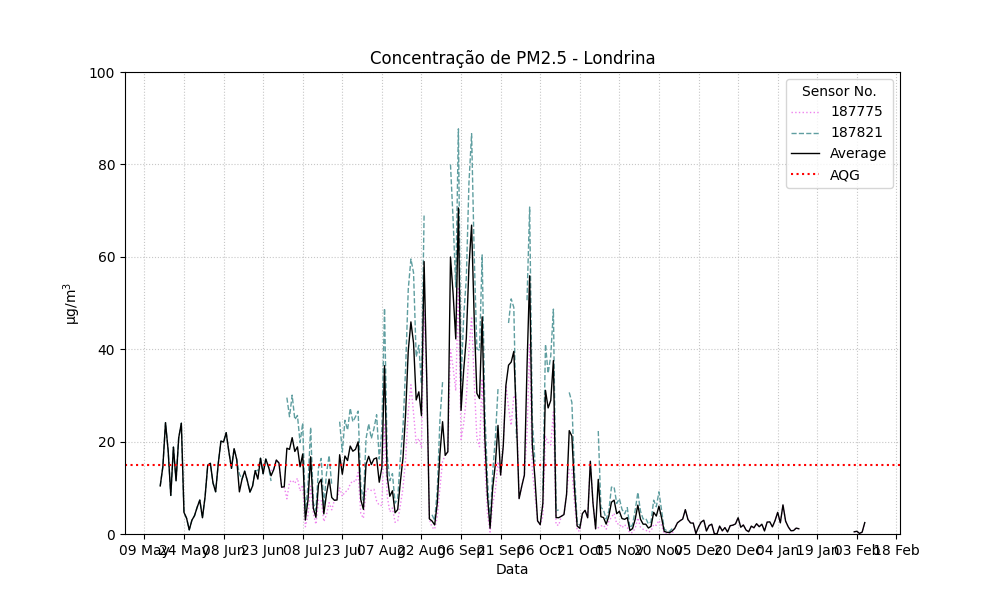 Concentração de PM2.5 - Londrina
100
80
60
40
20
0
µg/m³
Sensor No.
187775
187821
Average
AQG
09 May 24 May 08 Jun 23 Jun 08 Jul 23 Jul 07 Aug 22 Aug 06 Sep 21 Sep 06 Oct 21 Oct 05 Nov 20 Nov 05 Dec 20 Dec 04 Jan 19 Jan 03 Feb 18 Feb
Data